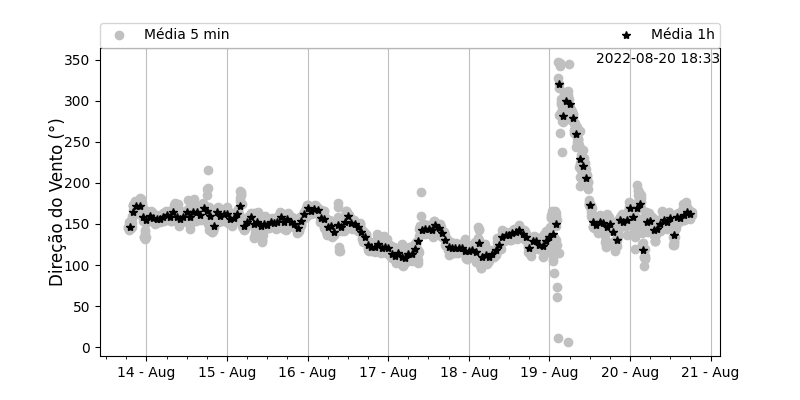 Média 5 min
Média 1h
2022-08-20 18:33
Direção do Vento (°)
350
300
250
200
150
100
50
0
14 - Aug
15 - Aug
16 - Aug
17 - Aug
18 - Aug
19 - Aug
20 - Aug
21 - Aug